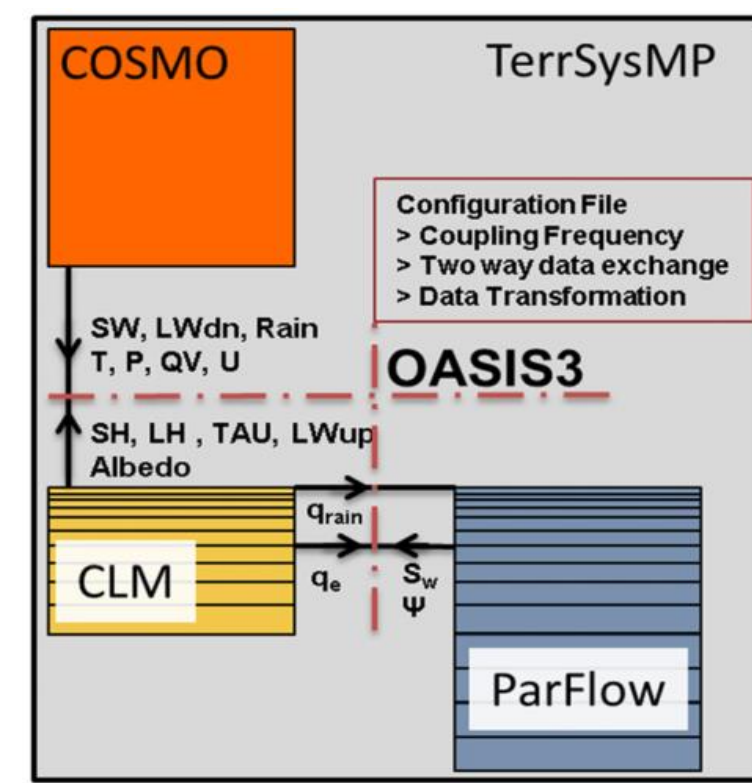 COSMO
TerrSysMP
Configuration File
> Coupling Frequency
> Two way data exchange
> Data Transformation
SW, LWdn, Rain
T, P, QV, U
OASIS3
SH, LH , TAU, LWup
Albedo
qrain
CLM
qe
Sw
Ψ
ParFlow